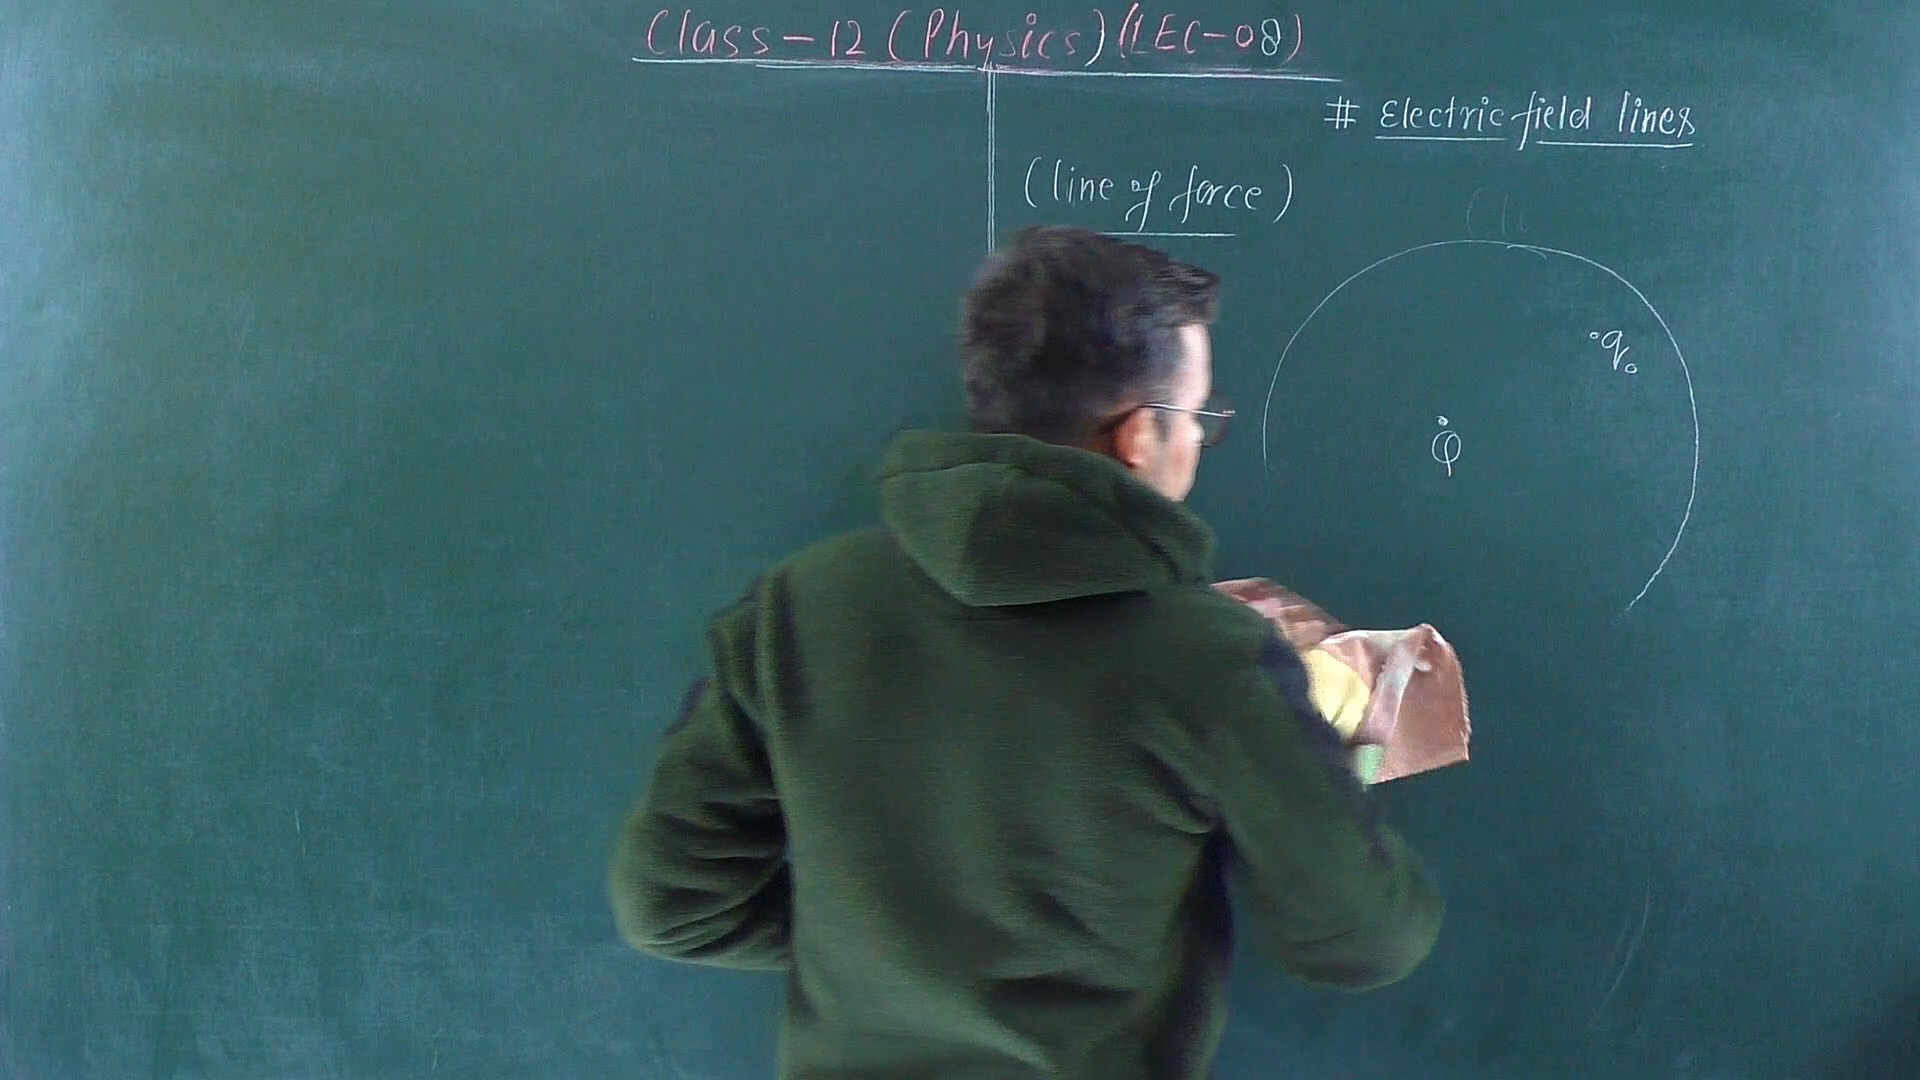 Class-12 (Physics) (LEC-08)
# Electric field lines
(line of force)
q₀
Q